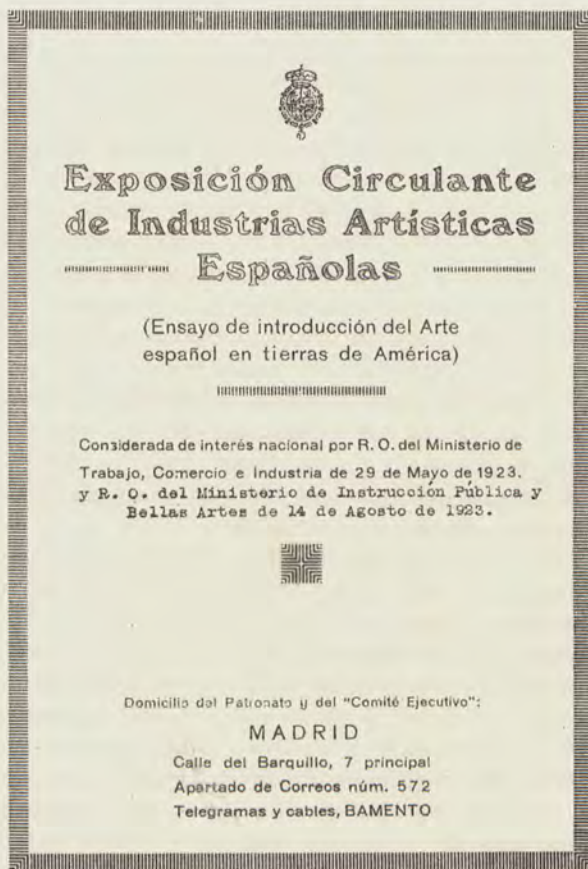 Exposición Circulante
de Industrias Artísticas
Españolas
(Ensayo de introducción del Arte
español en tierras de América)
Considerada de interés nacional por R. O. del Ministerio de
Trabajo, Comercio e Industria de 29 de Mayo de 1923.
y R. O. del Ministerio de Instrucción Pública y
Bellas Artes de 14 de Agosto de 1923.
Domicilio del Patronato y del "Comité Ejecutivo":
MADRID
Calle del Barquillo, 7 principal
Apartado de Correos núm. 572
Telegramas y cables, BAMENTO